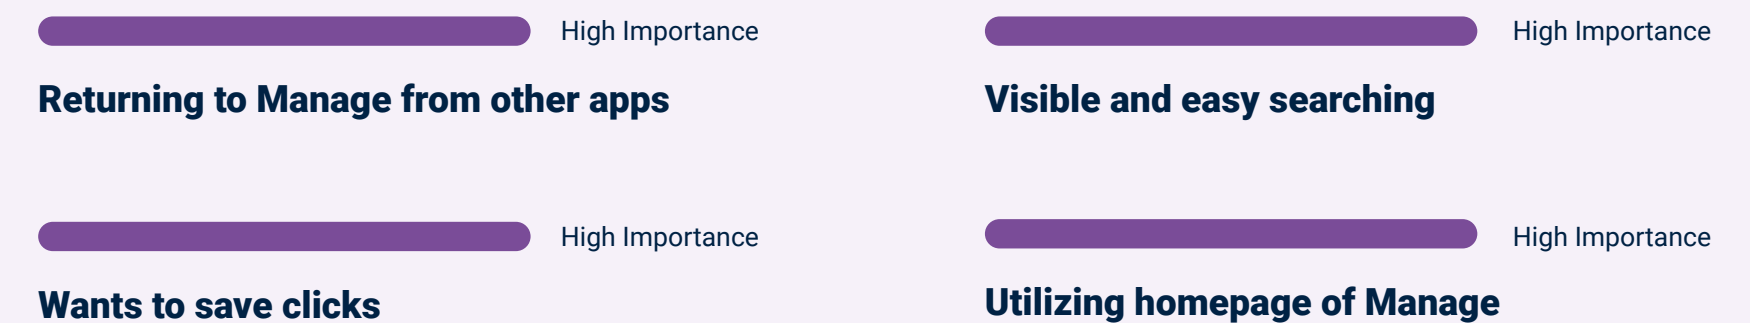 High Importance
Returning to Manage from other apps
High Importance
Visible and easy searching
High Importance
Wants to save clicks
High Importance
Utilizing homepage of Manage